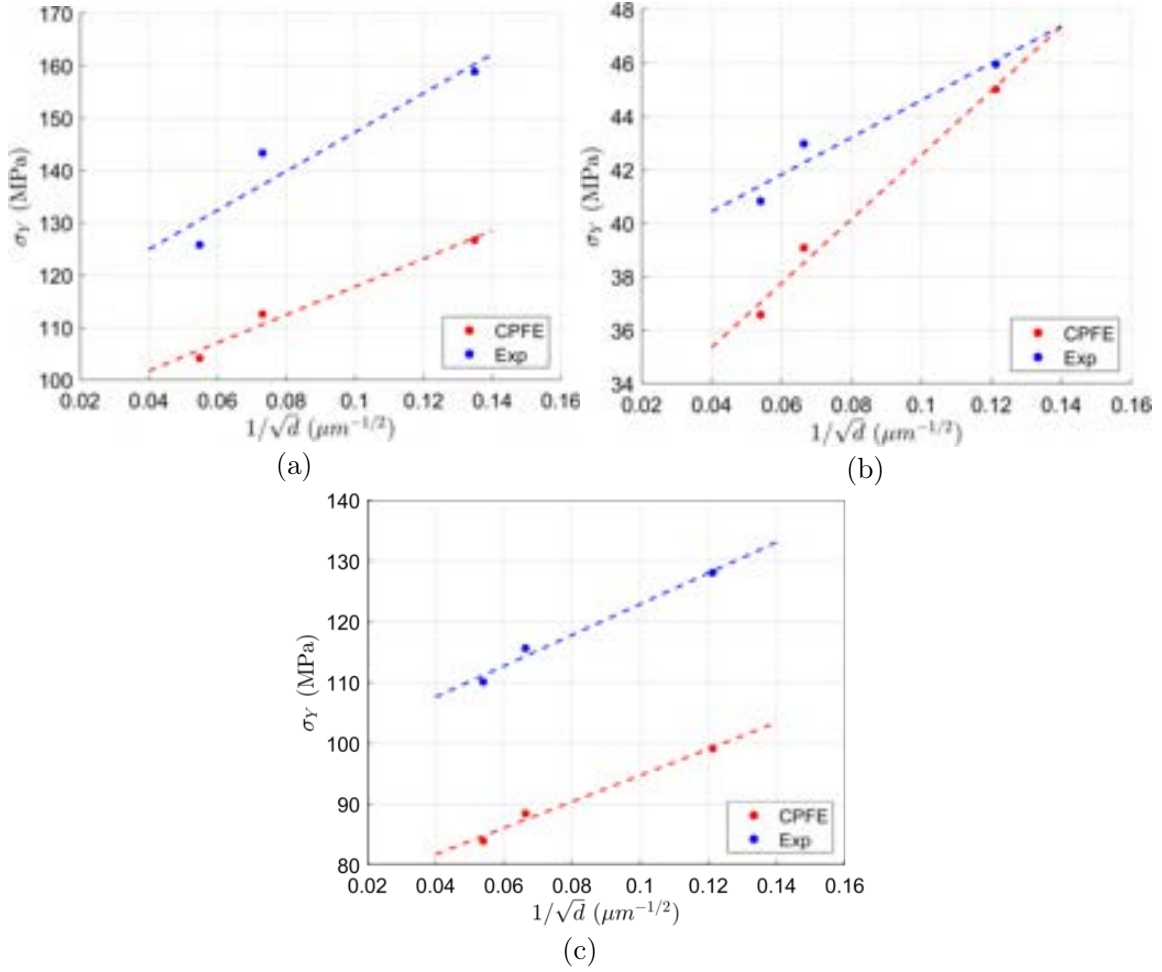 170
160
150
140
130
120
110
100
σ_Y (MPa)
0.02 0.04 0.06 0.08 0.1 0.12 0.14 0.16
1/√d (μm^{-1/2})
CPFE
Exp
(a)
48
46
44
42
40
38
36
34
σ_Y (MPa)
0.02 0.04 0.06 0.08 0.1 0.12 0.14 0.16
1/√d (μm^{-1/2})
CPFE
Exp
(b)
140
130
120
110
100
90
80
σ_Y (MPa)
0.02 0.04 0.06 0.08 0.1 0.12 0.14 0.16
1/√d (μm^{-1/2})
CPFE
Exp
(c)